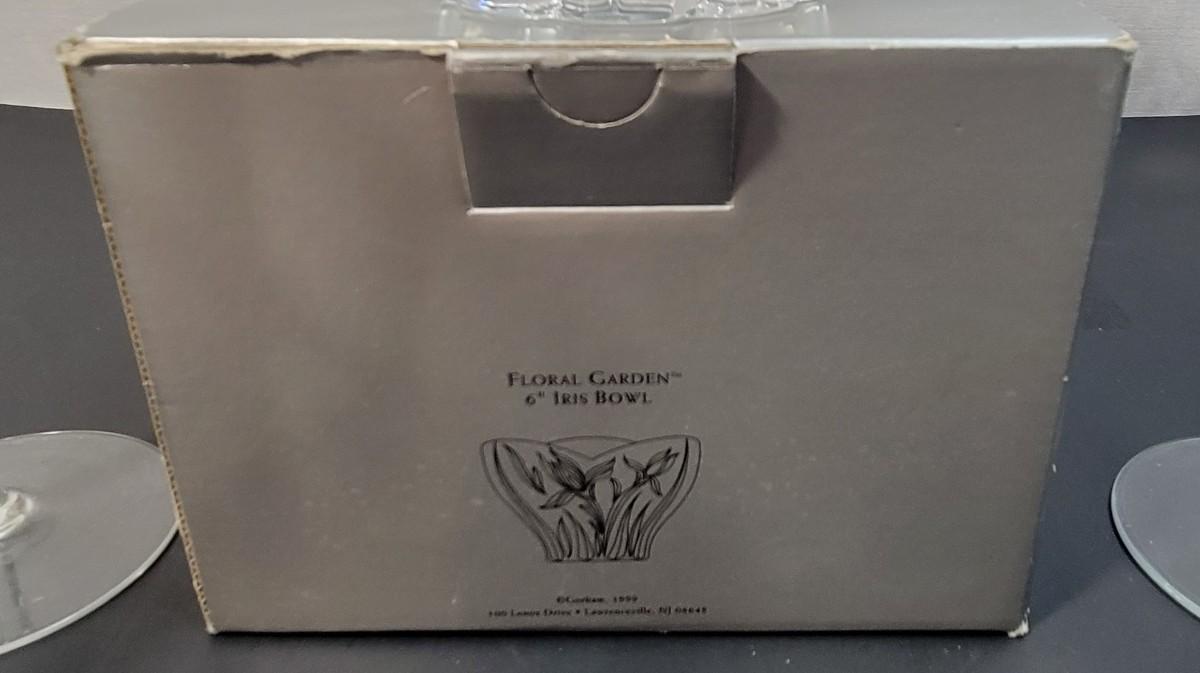 FLORAL GARDEN™
6" IRIS BOWL
©Gorham, 1999
100 Lenox Drive • Lawrenceville, NJ 08648